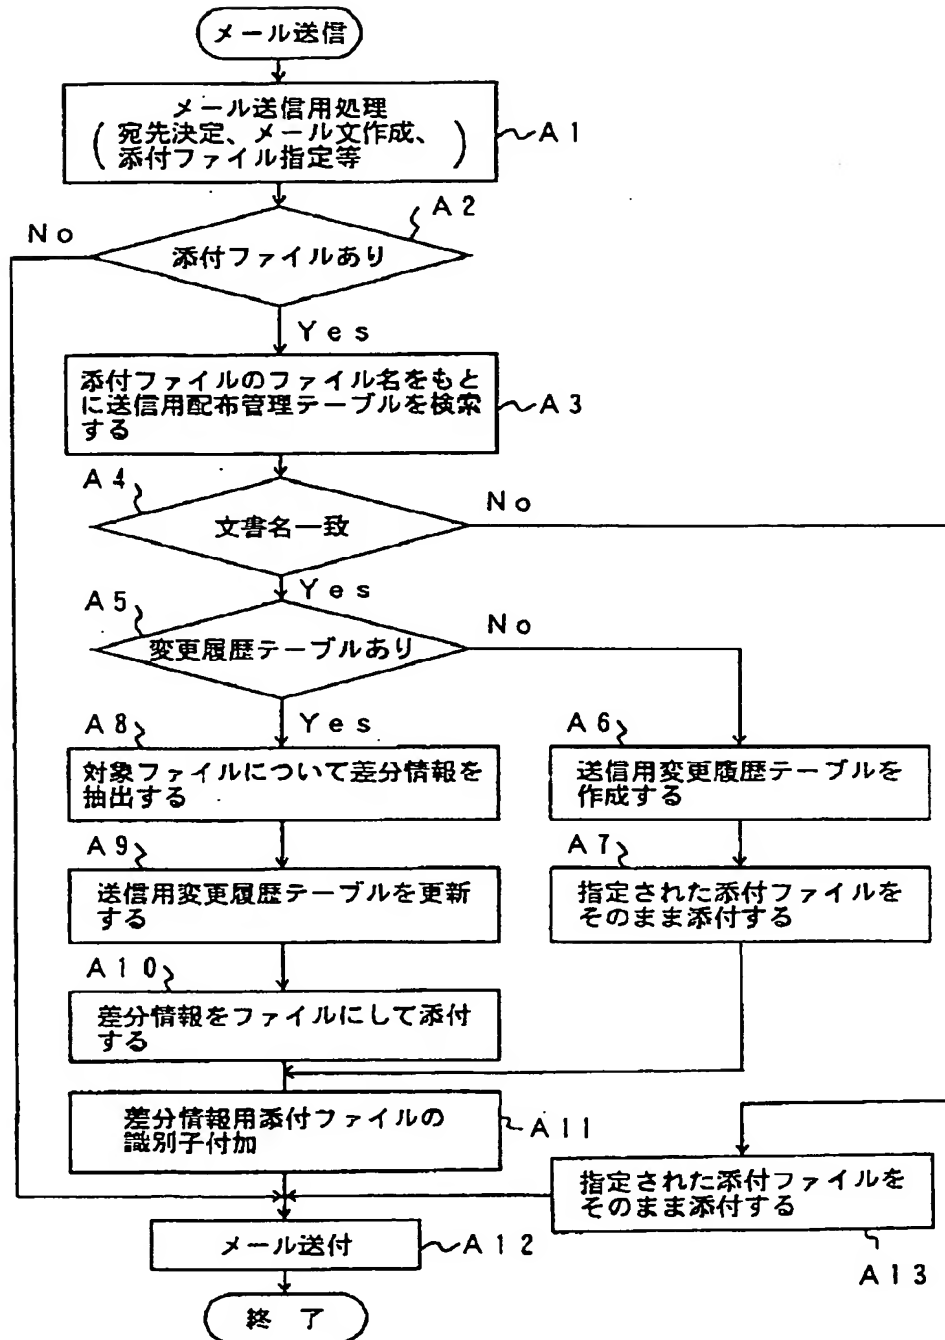 メール送信
メール送信用処理
(宛先決定、メール文作成、
添付ファイル指定等)
A1
A2
No
添付ファイルあり
Yes
添付ファイルのファイル名をもと
に送信用配布管理テーブルを検索
する
A3
A4
No
文書名一致
Yes
A5
No
変更履歴テーブルあり
Yes
A8
対象ファイルについて差分情報を
抽出する
A6
送信用変更履歴テーブルを
作成する
A9
送信用変更履歴テーブルを更新
する
A7
指定された添付ファイルを
そのまま添付する
A10
差分情報をファイルにして添付
する
差分情報用添付ファイルの
識別子付加
A11
指定された添付ファイルを
そのまま添付する
A13
メール送付
A12
終了